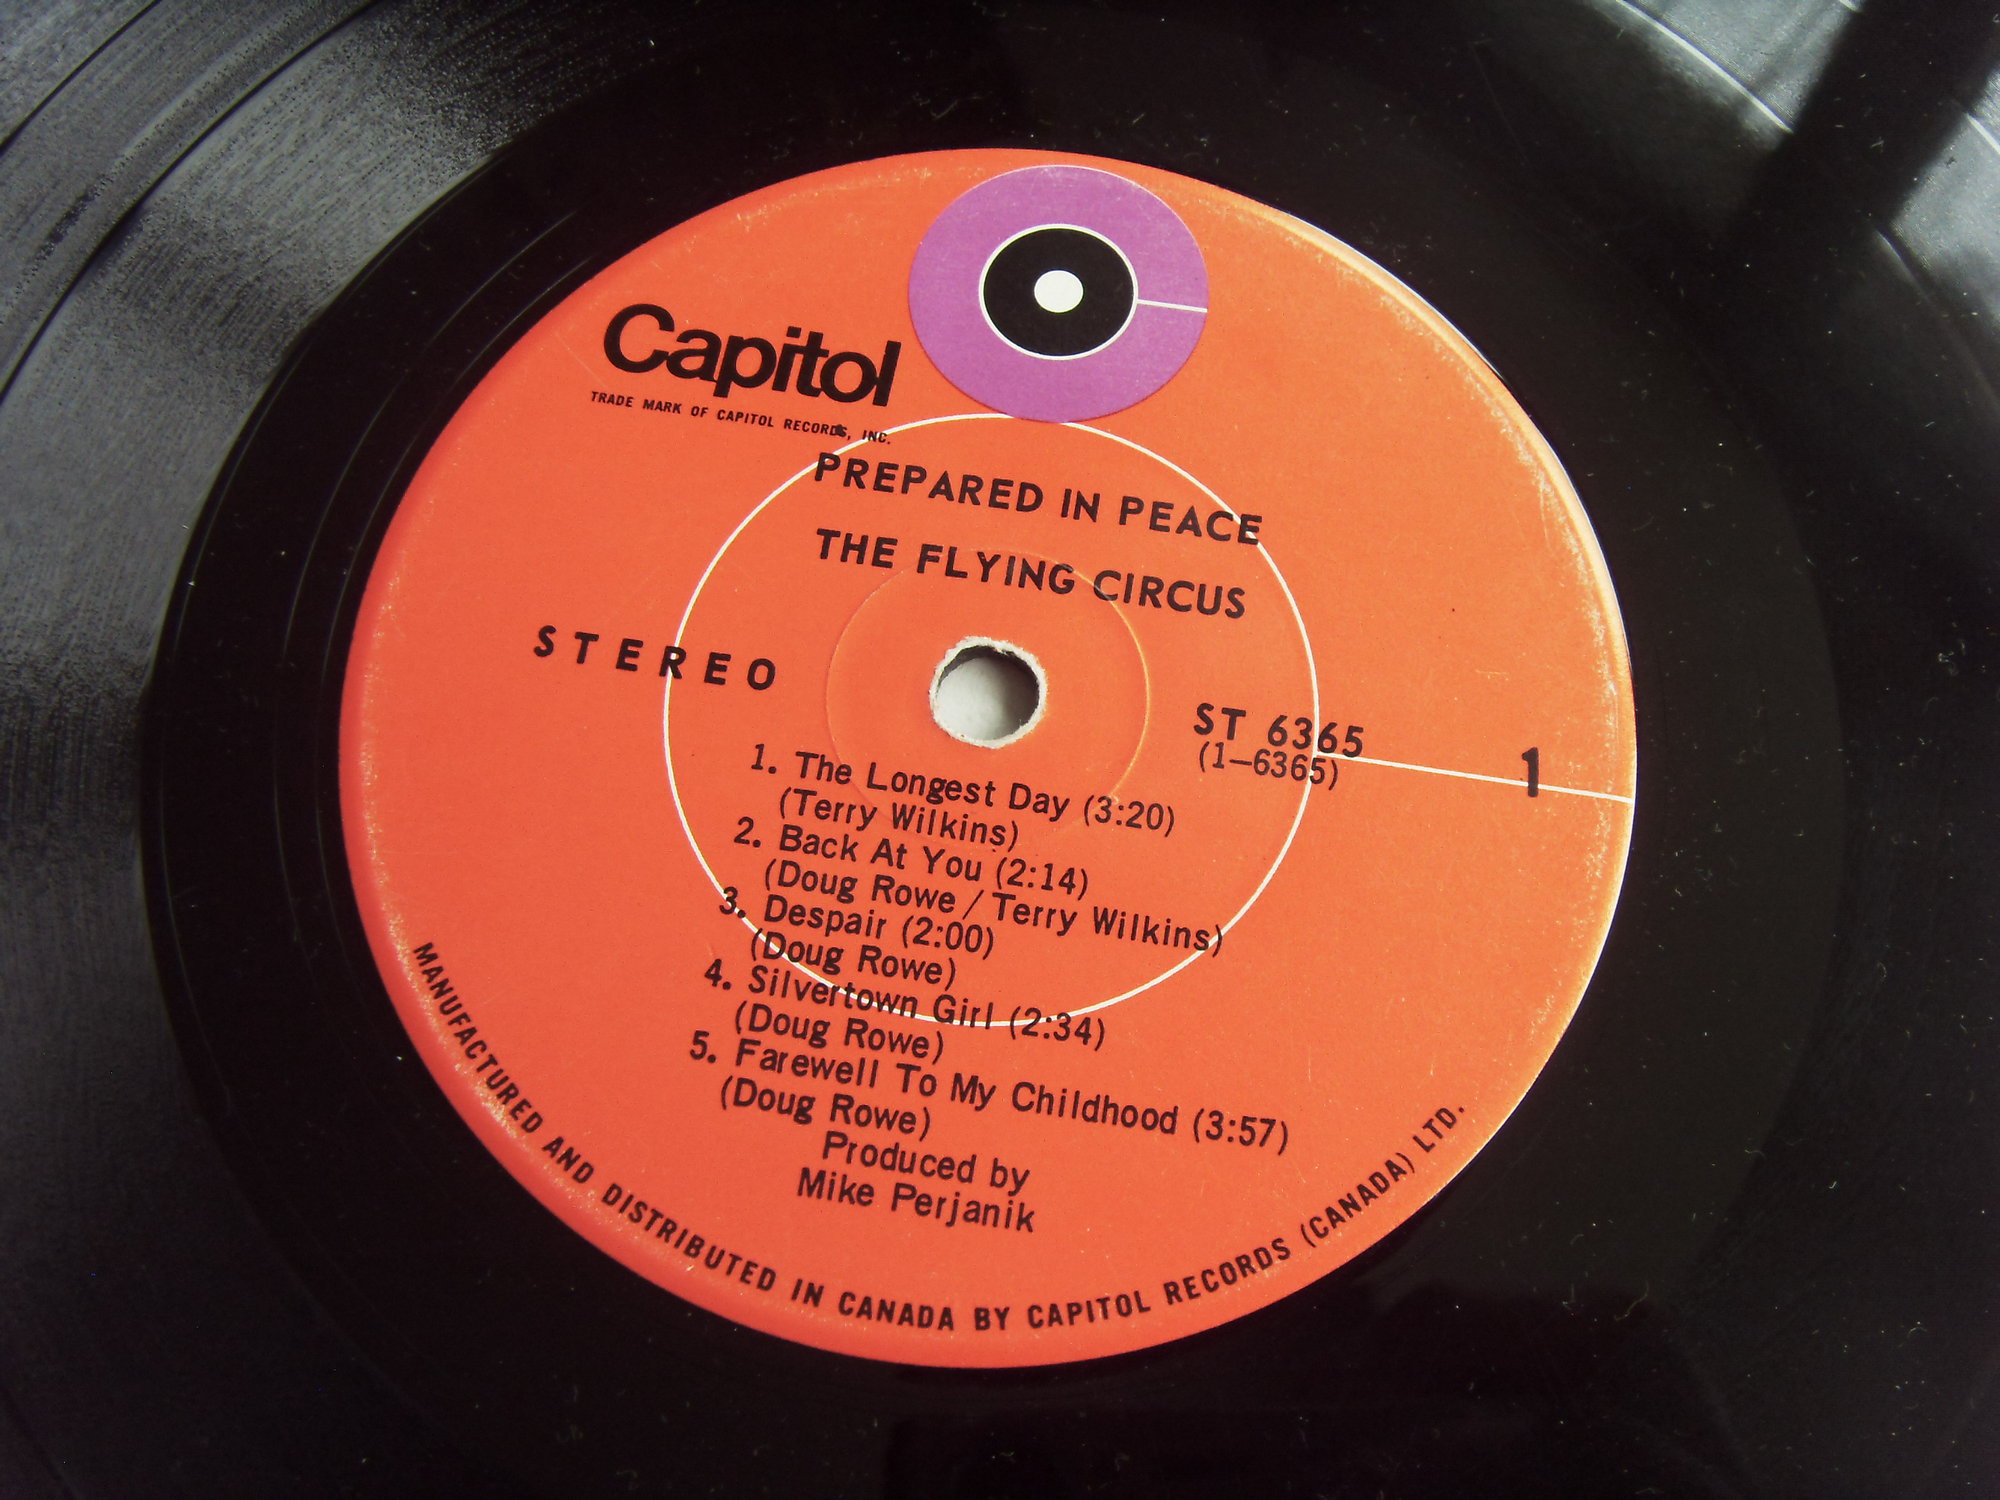 Capitol
TRADE MARK OF CAPITOL RECORDS, INC.
PREPARED IN PEACE
THE FLYING CIRCUS
STEREO
ST 6365
(1-6365)
1
1. The Longest Day (3:20)
(Terry Wilkins)
2. Back At You (2:14)
(Doug Rowe / Terry Wilkins)
3. Despair (2:00)
(Doug Rowe)
4. Silvertown Girl (2:34)
(Doug Rowe)
5. Farewell To My Childhood (3:57)
(Doug Rowe)
Produced by
Mike Perjanik
MANUFACTURED AND DISTRIBUTED IN CANADA BY CAPITOL RECORDS (CANADA) LTD.